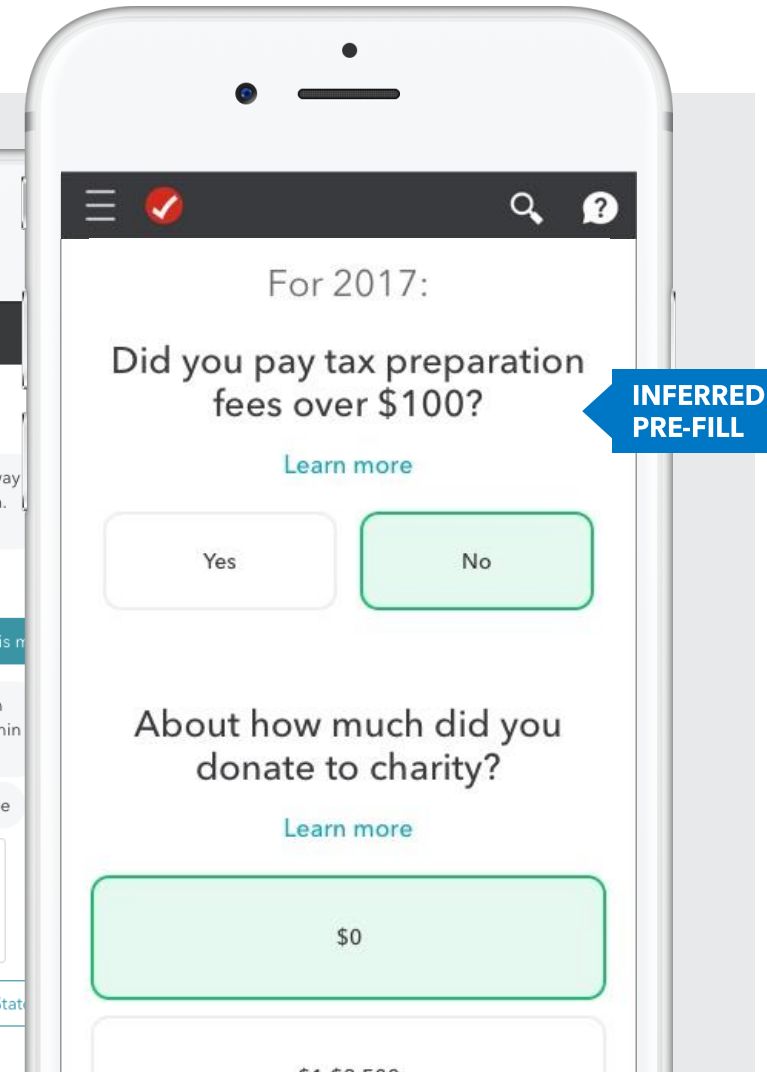 For 2017:
Did you pay tax preparation
fees over $100?
INFERRED
PRE-FILL
Learn more
Yes
No
About how much did you
donate to charity?
Learn more
$0